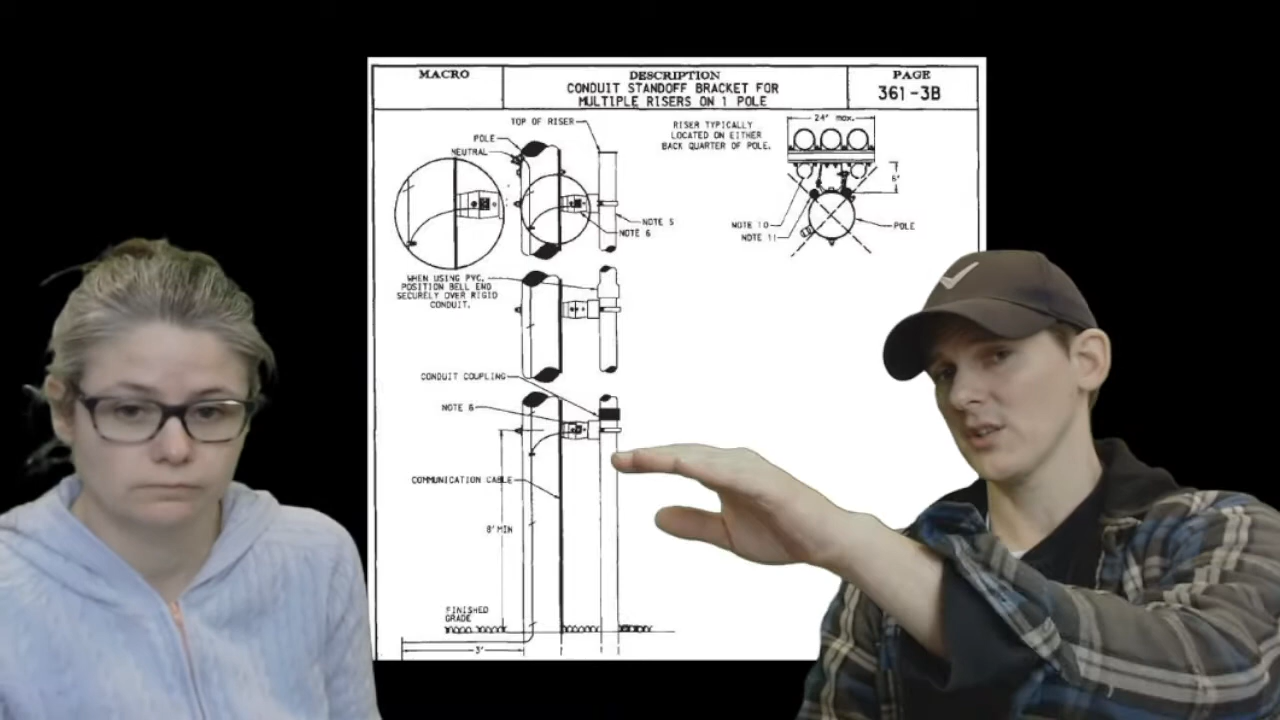 MACRO
DESCRIPTION
CONDUIT STANDOFF BRACKET FOR
MULTIPLE RISERS ON 1 POLE
PAGE
361-3B
TOP OF RISER
POLE
NEUTRAL
NOTE 5
NOTE 6
RISER TYPICALLY
LOCATED ON EITHER
BACK QUARTER OF POLE.
24" max.
6"
NOTE 10
NOTE 11
POLE
WHEN USING PVC,
POSITION BELL END
SECURELY OVER RIGID
CONDUIT.
CONDUIT COUPLING
NOTE 6
COMMUNICATION CABLE
8' MIN
FINISHED
GRADE
3'